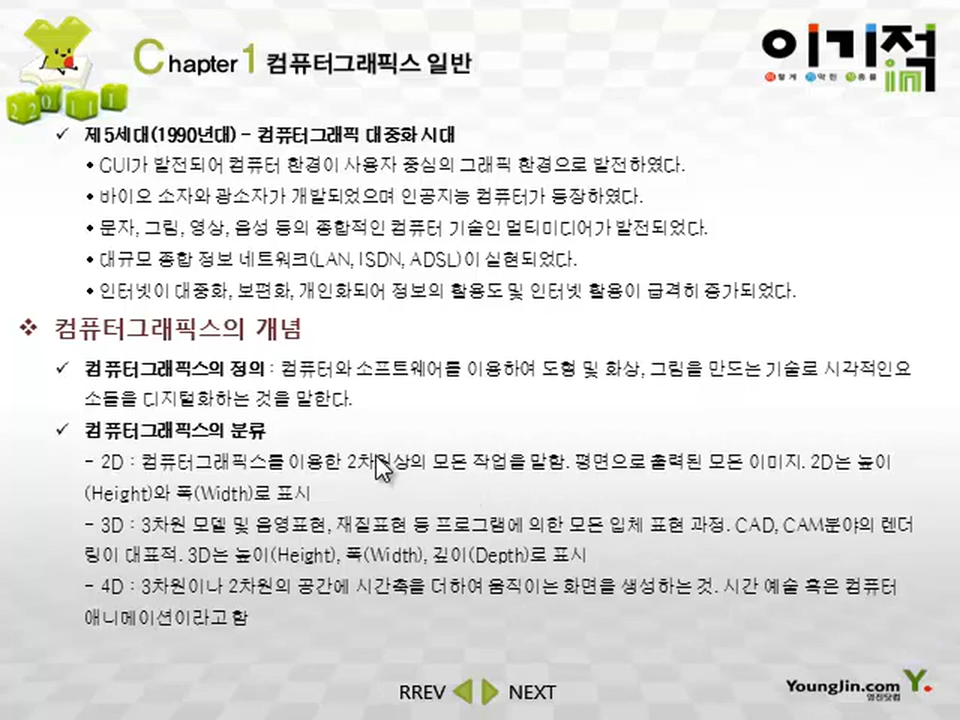 Chapter 1 컴퓨터그래픽스 일반
이기적 in
✓ 제 5세대(1990년대) - 컴퓨터그래픽 대중화 시대
• GUI가 발전되어 컴퓨터 환경이 사용자 중심의 그래픽 환경으로 발전하였다.
• 바이오 소자와 광소자가 개발되었으며 인공지능 컴퓨터가 등장하였다.
• 문자, 그림, 영상, 음성 등의 종합적인 컴퓨터 기술인 멀티미디어가 발전되었다.
• 대규모 종합 정보 네트워크(LAN, ISDN, ADSL)이 실현되었다.
• 인터넷이 대중화, 보편화, 개인화되어 정보의 활용도 및 인터넷 활용이 급격히 증가되었다.
❖ 컴퓨터그래픽스의 개념
✓ 컴퓨터그래픽스의 정의 : 컴퓨터와 소프트웨어를 이용하여 도형 및 화상, 그림을 만드는 기술로 시각적인 요
소들을 디지털화하는 것을 말한다.
✓ 컴퓨터그래픽스의 분류
- 2D : 컴퓨터그래픽스를 이용한 2차원상의 모든 작업을 말함. 평면으로 출력된 모든 이미지. 2D는 높이
(Height)와 폭(Width)로 표시
- 3D : 3차원 모델 및 음영표현, 재질표현 등 프로그램에 의한 모든 입체 표현 과정. CAD, CAM분야의 렌더
링이 대표적. 3D는 높이(Height), 폭(Width), 깊이(Depth)로 표시
- 4D : 3차원이나 2차원의 공간에 시간축을 더하여 움직이는 화면을 생성하는 것. 시간 예술 혹은 컴퓨터
애니메이션이라고 함
RREV NEXT
YoungJin.com Y.
영진닷컴